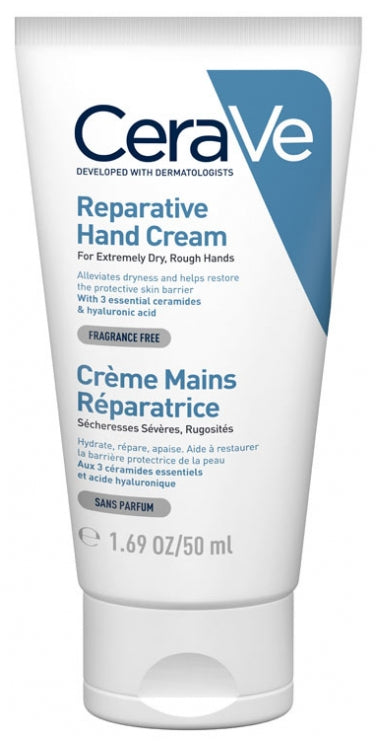 CeraVe
DEVELOPED WITH DERMATOLOGISTS
Reparative
Hand Cream
For Extremely Dry, Rough Hands
Alleviates dryness and helps restore
the protective skin barrier
With 3 essential ceramides
& hyaluronic acid
FRAGRANCE FREE
Crème Mains
Réparatrice
Sécheresses Sévères, Rugosités
Hydrate, répare, apaise. Aide à restaurer
la barrière protectrice de la peau
Aux 3 céramides essentiels
et acide hyaluronique
SANS PARFUM
℮ 1.69 OZ/50 ml